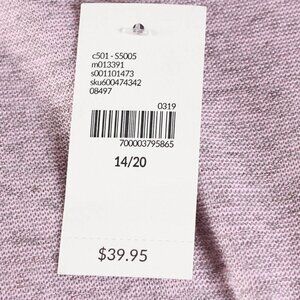 c501 - S5005
m013391
s001101473
sku600474342
08497
0319
700003795865
14/20
$39.95